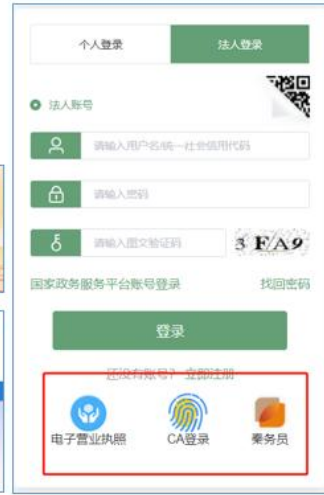 个人登录
法人登录
法人账号
请输入用户名/统一社会信用代码
请输入密码
请输入图文验证码
3 FA9
国家政务服务平台账号登录
找回密码
登录
还没有账号? 立即注册
电子营业执照
CA登录
秦务员